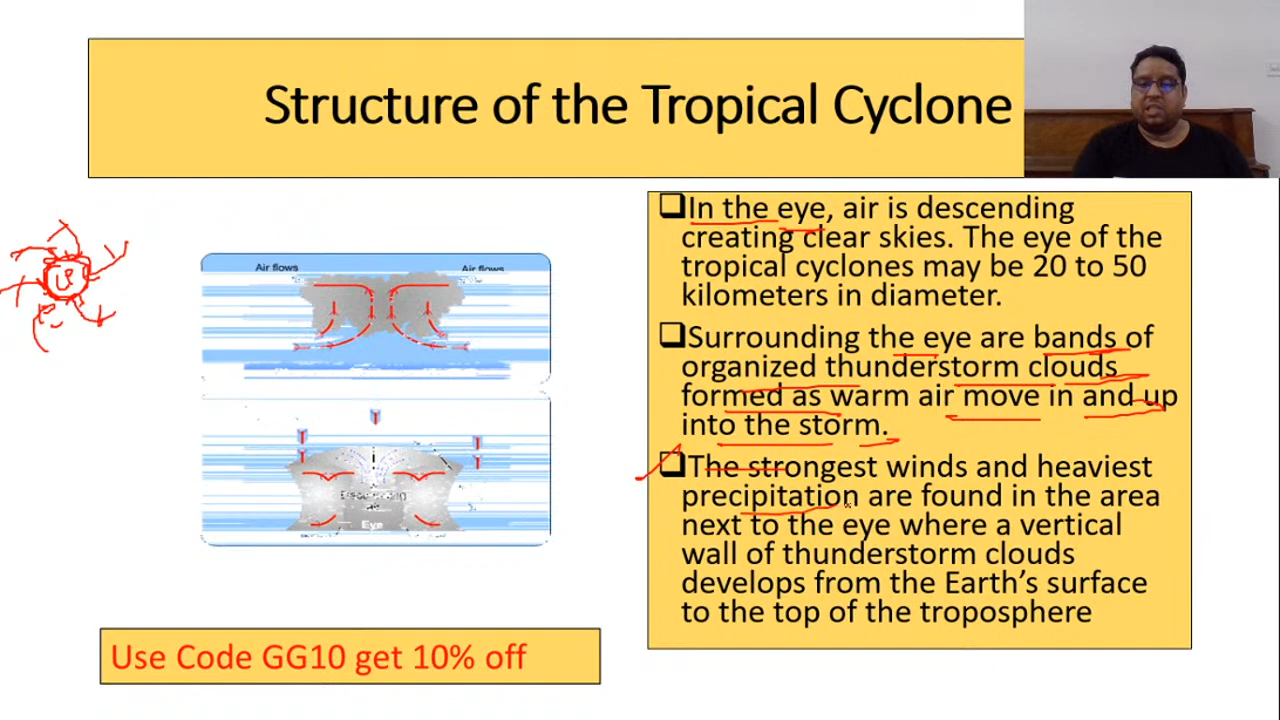 Structure of the Tropical Cyclone
In the eye, air is descending
creating clear skies. The eye of the
tropical cyclones may be 20 to 50
kilometers in diameter.
Surrounding the eye are bands of
organized thunderstorm clouds
formed as warm air move in and up
into the storm.
The strongest winds and heaviest
precipitation are found in the area
next to the eye where a vertical
wall of thunderstorm clouds
develops from the Earth's surface
to the top of the troposphere
Air flows
Air flows
Eye
Use Code GG10 get 10% off